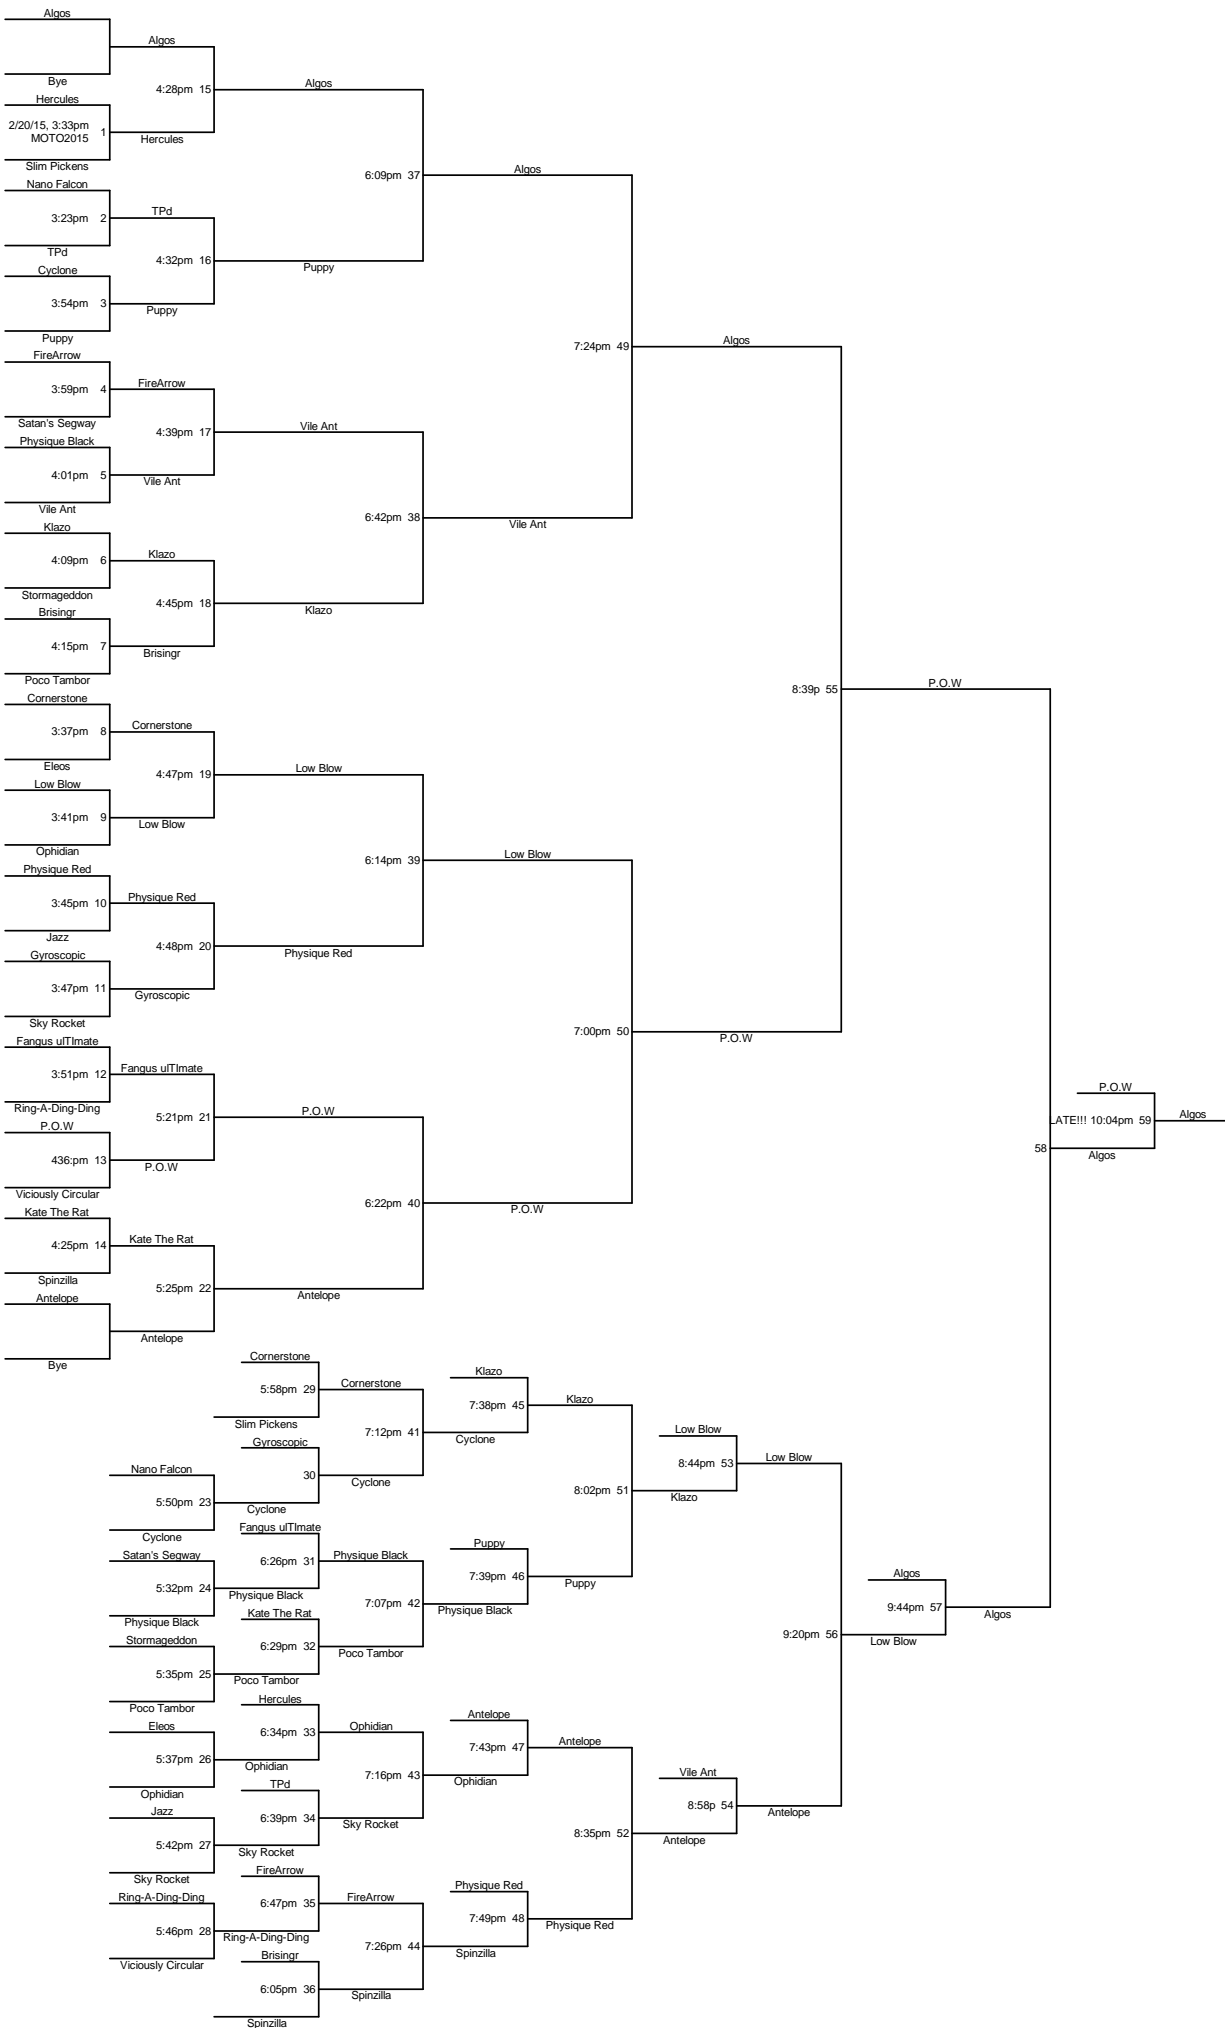 Algos
Algos
Bye
4:28pm 15
Algos
Hercules
2/20/15, 3:33pm
MOTO2015
1
Hercules
Slim Pickens
6:09pm 37
Algos
Nano Falcon
3:23pm 2
TPd
TPd
4:32pm 16
Puppy
Cyclone
3:54pm 3
Puppy
Puppy
7:24pm 49
Algos
FireArrow
3:59pm 4
FireArrow
Satan's Segway
4:39pm 17
Vile Ant
Physique Black
4:01pm 5
Vile Ant
Vile Ant
6:42pm 38
Vile Ant
Klazo
4:09pm 6
Klazo
Stormageddon
4:45pm 18
Klazo
Brisingr
4:15pm 7
Brisingr
Poco Tambor
8:39p 55
P.O.W
Cornerstone
3:37pm 8
Cornerstone
Eleos
4:47pm 19
Low Blow
Low Blow
3:41pm 9
Low Blow
Ophidian
6:14pm 39
Low Blow
Physique Red
3:45pm 10
Physique Red
Jazz
4:48pm 20
Physique Red
Gyroscopic
3:47pm 11
Gyroscopic
Sky Rocket
7:00pm 50
P.O.W
Fangus ulTImate
3:51pm 12
Fangus ulTImate
Ring-A-Ding-Ding
5:21pm 21
P.O.W
P.O.W
436:pm 13
P.O.W
Viciously Circular
6:22pm 40
P.O.W
Kate The Rat
4:25pm 14
Kate The Rat
Spinzilla
5:25pm 22
Antelope
Antelope
Antelope
Bye
58
P.O.W
LATE!!! 10:04pm 59
Algos
Algos
Cornerstone
5:58pm 29
Cornerstone
Slim Pickens
7:12pm 41
Klazo
7:38pm 45
Klazo
Cyclone
Gyroscopic
30
Cyclone
Nano Falcon
5:50pm 23
Cyclone
Cyclone
8:02pm 51
Low Blow
8:44pm 53
Low Blow
Klazo
Fangus ulTImate
6:26pm 31
Physique Black
Satan's Segway
5:32pm 24
Physique Black
Physique Black
7:07pm 42
Puppy
7:39pm 46
Puppy
Physique Black
Kate The Rat
6:29pm 32
Poco Tambor
Stormageddon
5:35pm 25
Poco Tambor
Poco Tambor
9:20pm 56
Algos
9:44pm 57
Algos
Low Blow
Hercules
6:34pm 33
Ophidian
Eleos
5:37pm 26
Ophidian
Ophidian
7:16pm 43
Antelope
7:43pm 47
Antelope
Ophidian
TPd
6:39pm 34
Sky Rocket
Jazz
5:42pm 27
Sky Rocket
Sky Rocket
8:35pm 52
Vile Ant
8:58p 54
Antelope
Antelope
FireArrow
6:47pm 35
FireArrow
Ring-A-Ding-Ding
5:46pm 28
Ring-A-Ding-Ding
Viciously Circular
7:26pm 44
Physique Red
7:49pm 48
Physique Red
Spinzilla
Brisingr
6:05pm 36
Spinzilla
Spinzilla